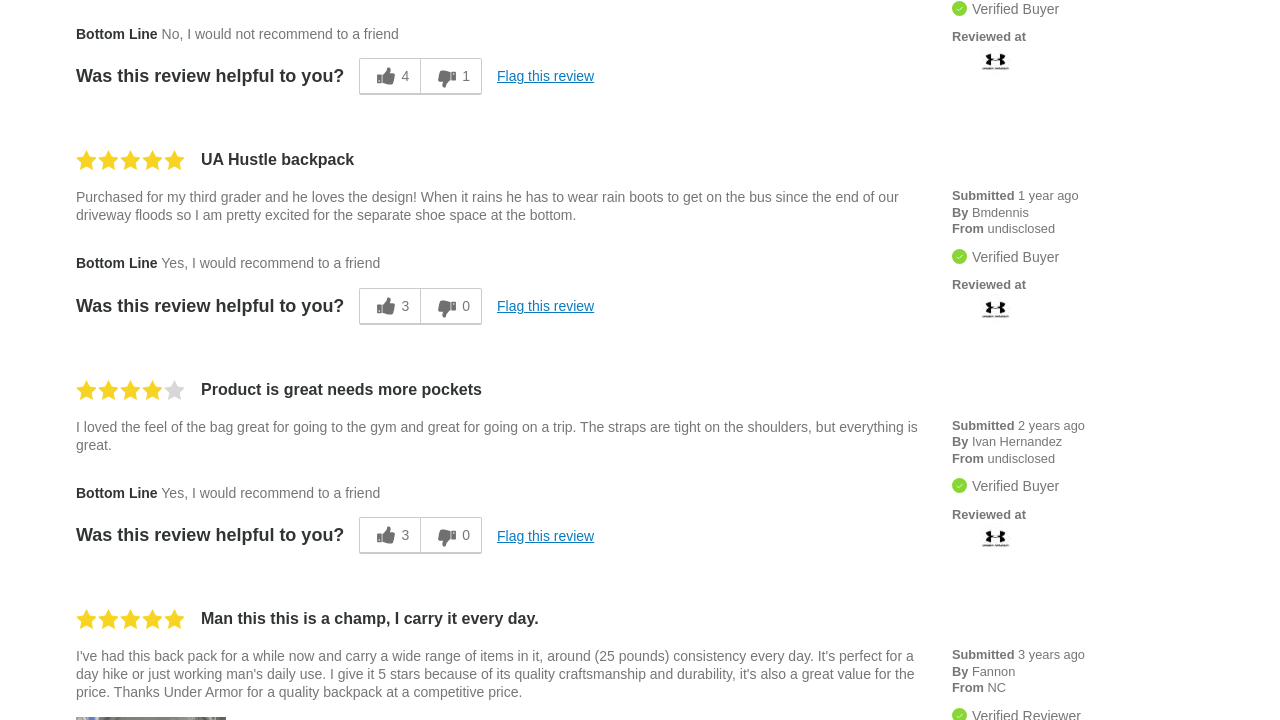 Verified Buyer
Bottom Line No, I would not recommend to a friend
Reviewed at
Was this review helpful to you? 4 1 Flag this review
UA Hustle backpack
Purchased for my third grader and he loves the design! When it rains he has to wear rain boots to get on the bus since the end of our
driveway floods so I am pretty excited for the separate shoe space at the bottom.
Submitted 1 year ago
By Bmdennis
From undisclosed
Verified Buyer
Bottom Line Yes, I would recommend to a friend
Reviewed at
Was this review helpful to you? 3 0 Flag this review
Product is great needs more pockets
I loved the feel of the bag great for going to the gym and great for going on a trip. The straps are tight on the shoulders, but everything is
great.
Submitted 2 years ago
By Ivan Hernandez
From undisclosed
Verified Buyer
Bottom Line Yes, I would recommend to a friend
Reviewed at
Was this review helpful to you? 3 0 Flag this review
Man this this is a champ, I carry it every day.
I've had this back pack for a while now and carry a wide range of items in it, around (25 pounds) consistency every day. It's perfect for a
day hike or just working man's daily use. I give it 5 stars because of its quality craftsmanship and durability, it's also a great value for the
price. Thanks Under Armor for a quality backpack at a competitive price.
Submitted 3 years ago
By Fannon
From NC
Verified Reviewer